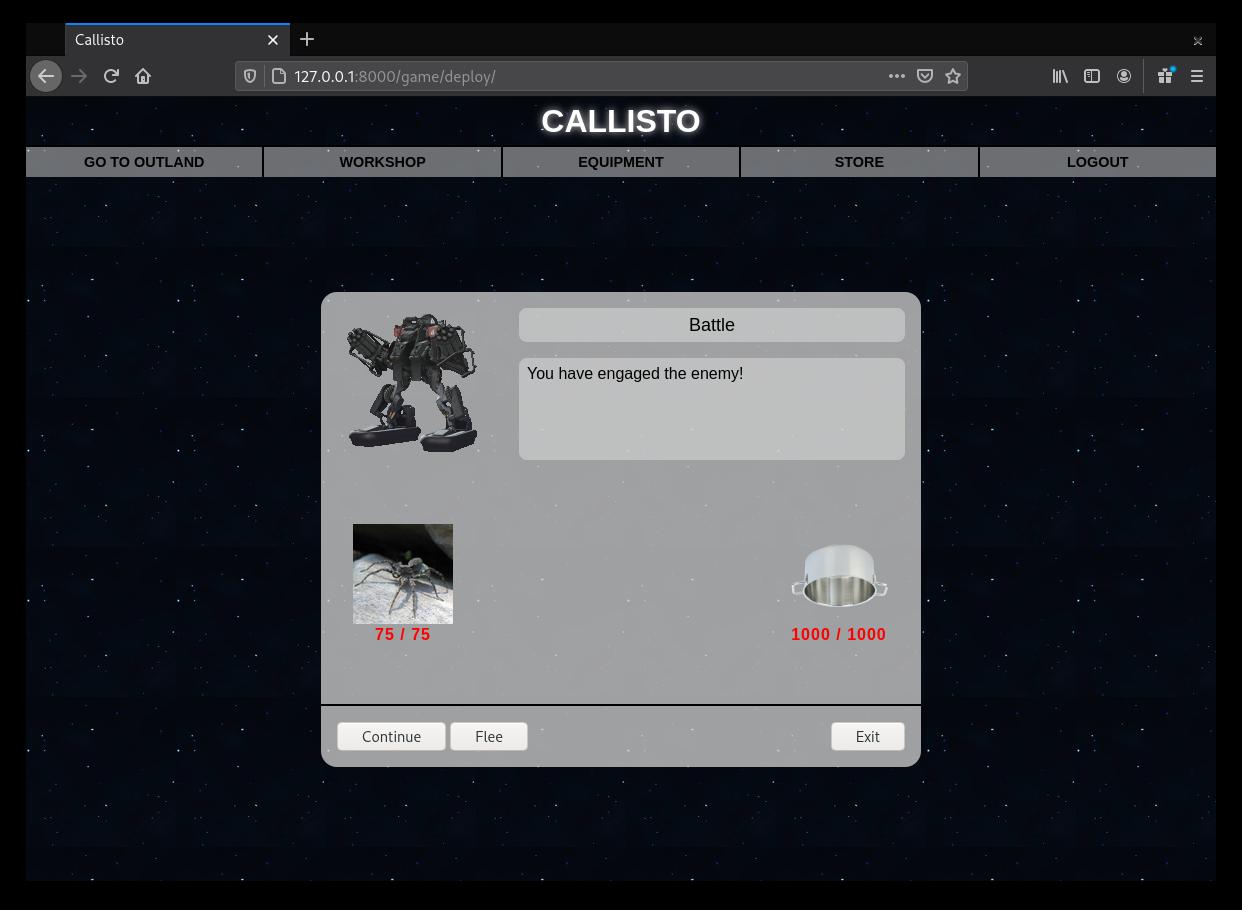 Callisto
127.0.0.1:8000/game/deploy/
CALLISTO
GO TO OUTLAND
WORKSHOP
EQUIPMENT
STORE
LOGOUT
Battle
You have engaged the enemy!
75 / 75
1000 / 1000
Continue
Flee
Exit